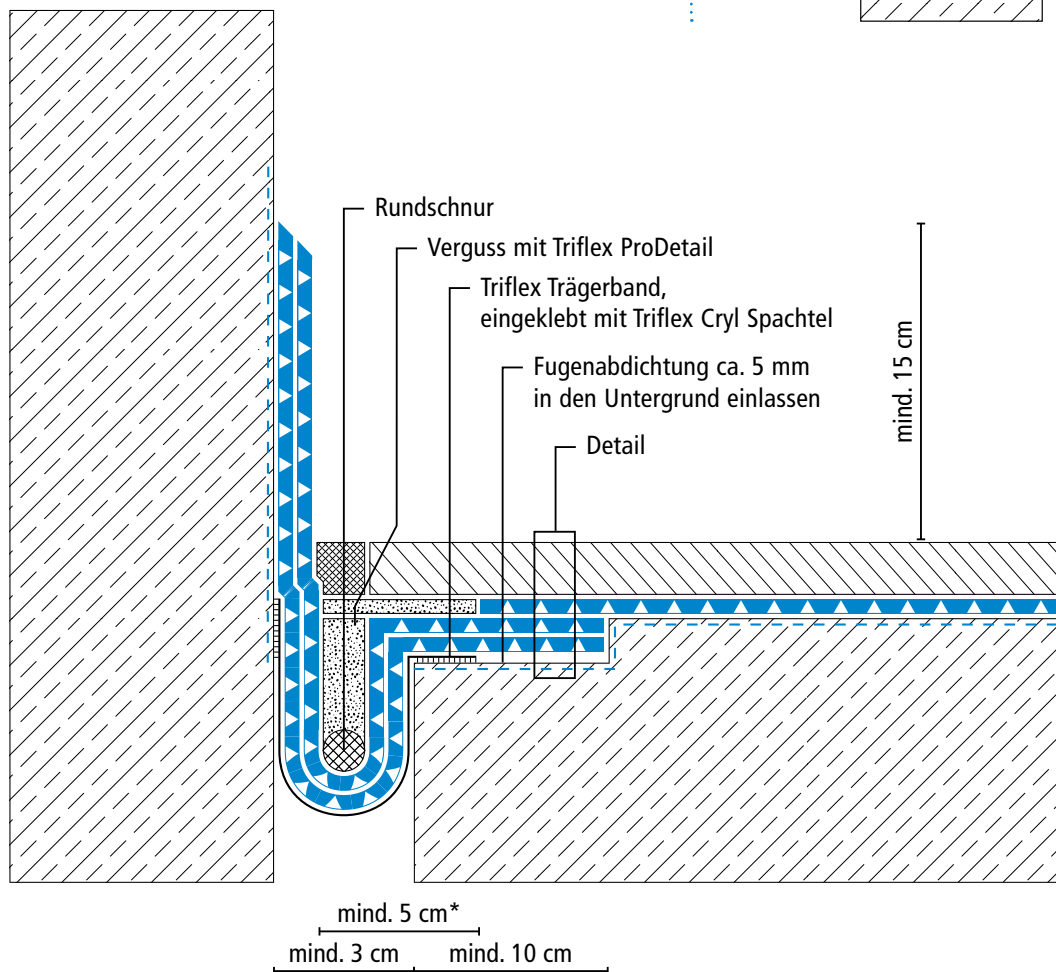 Rundschnur
Verguss mit Triflex ProDetail
Triflex Trägerband,
eingeklebt mit Triflex Cryl Spachtel
Fugenabdichtung ca. 5 mm
in den Untergrund einlassen
Detail
mind. 15 cm
mind. 5 cm*
mind. 3 cm
mind. 10 cm